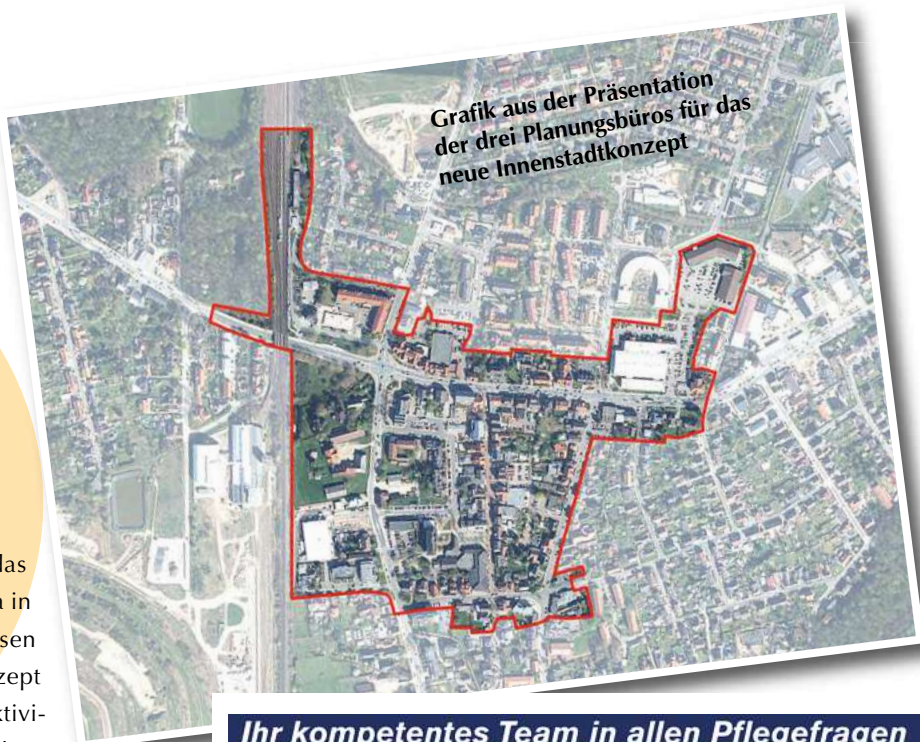 Grafik aus der Präsentation
der drei Planungsbüros für das
neue Innenstadtkonzept
das
in
sen
zept
ktivi-
Ihr kompetentes Team in allen Pflegefragen